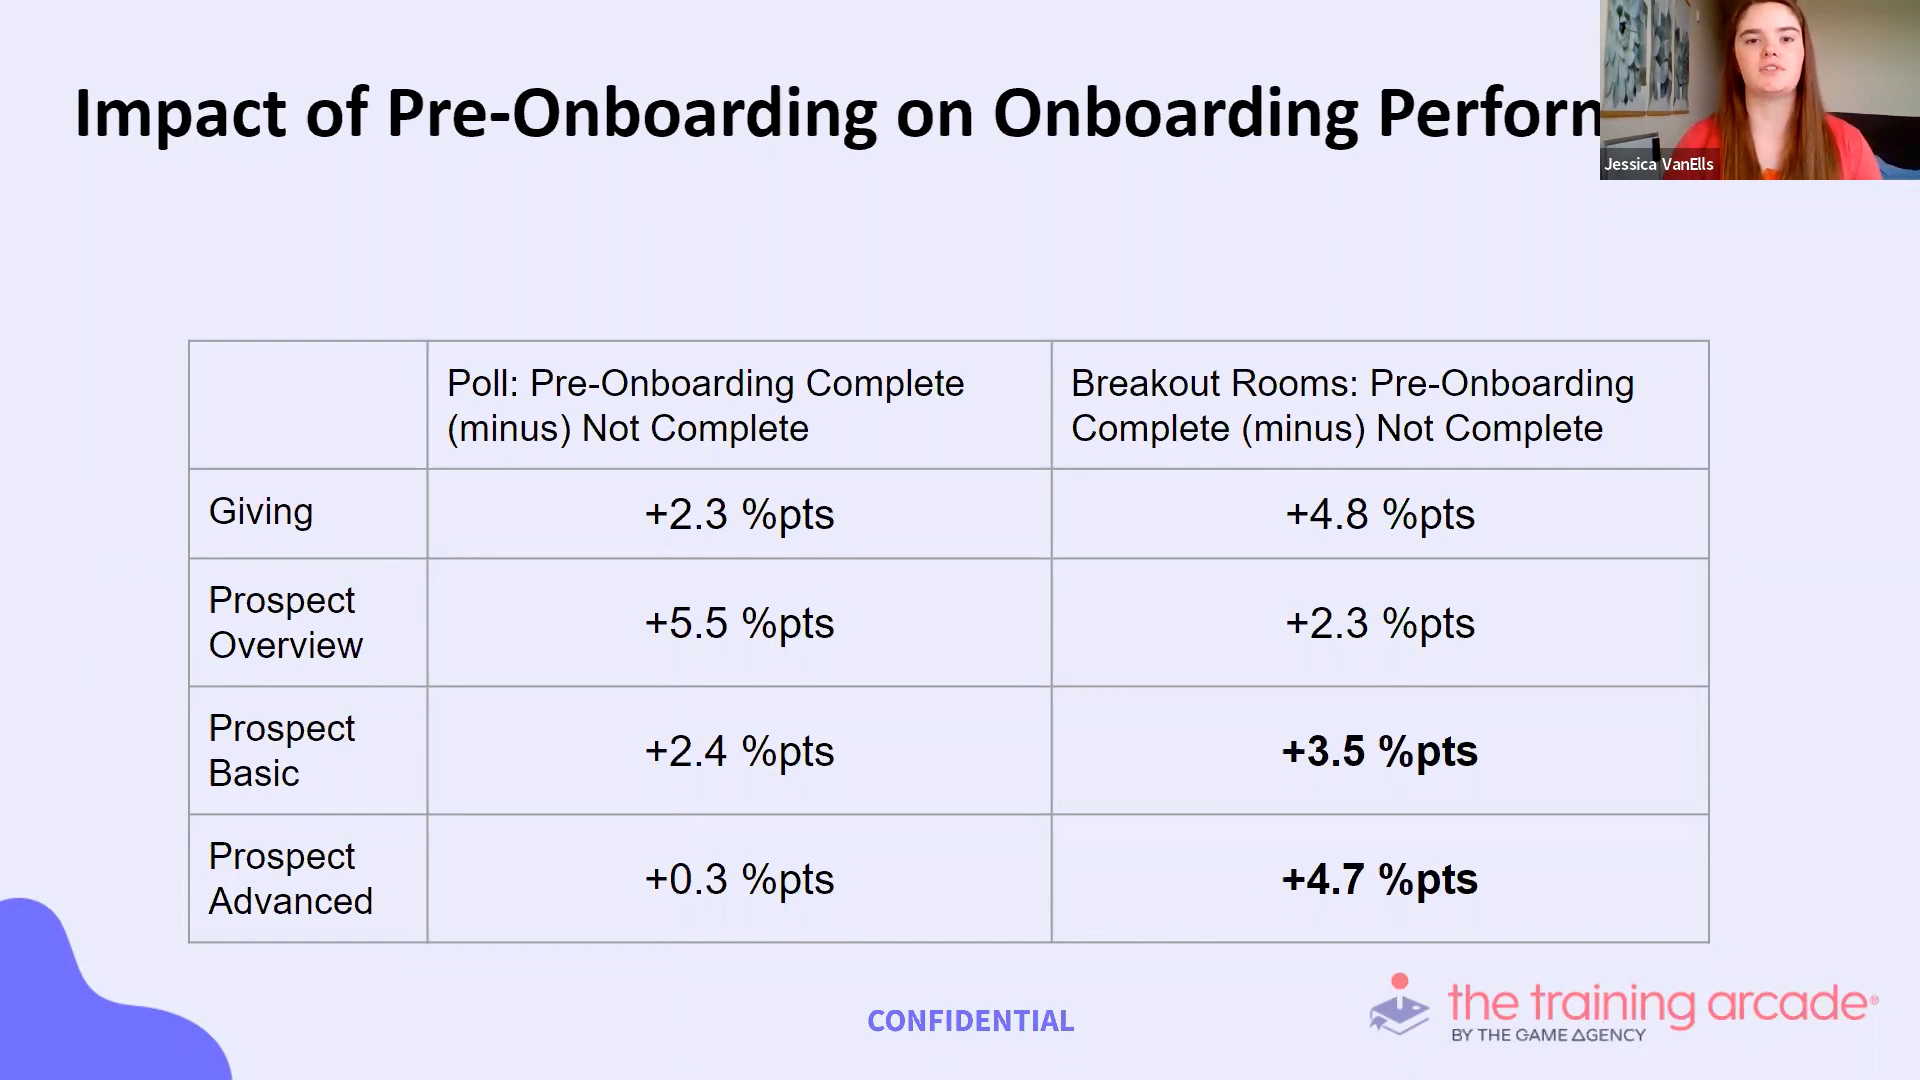 Impact of Pre-Onboarding on Onboarding Perforn
Jessica VanElls
Poll: Pre-Onboarding Complete
(minus) Not Complete
Breakout Rooms: Pre-Onboarding
Complete (minus) Not Complete
Giving
+2.3 %pts
+4.8 %pts
Prospect
Overview
+5.5 %pts
+2.3 %pts
Prospect
Basic
+2.4 %pts
+3.5 %pts
Prospect
Advanced
+0.3 %pts
+4.7 %pts
CONFIDENTIAL
the training arcade®
BY THE GAME AGENCY